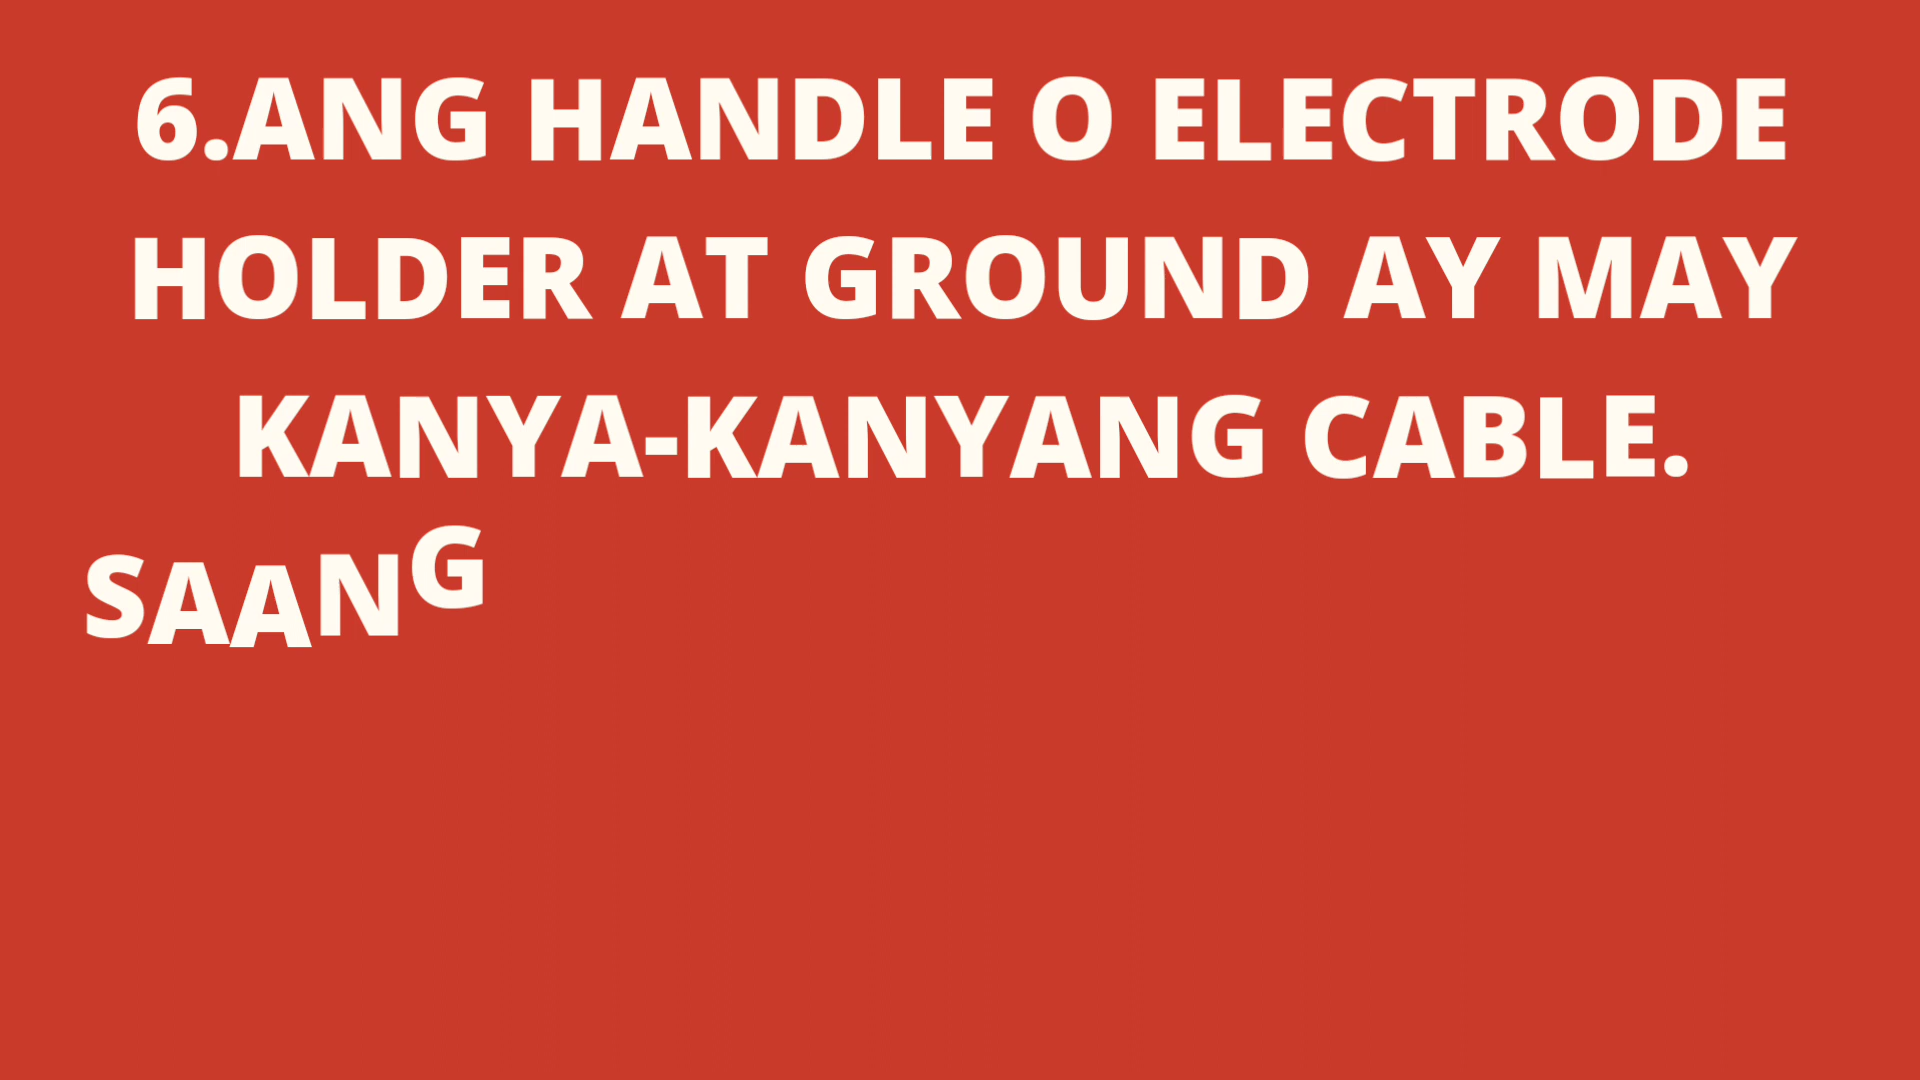 6.ANG HANDLE O ELECTRODE
HOLDER AT GROUND AY MAY
KANYA-KANYANG CABLE.
SAANG